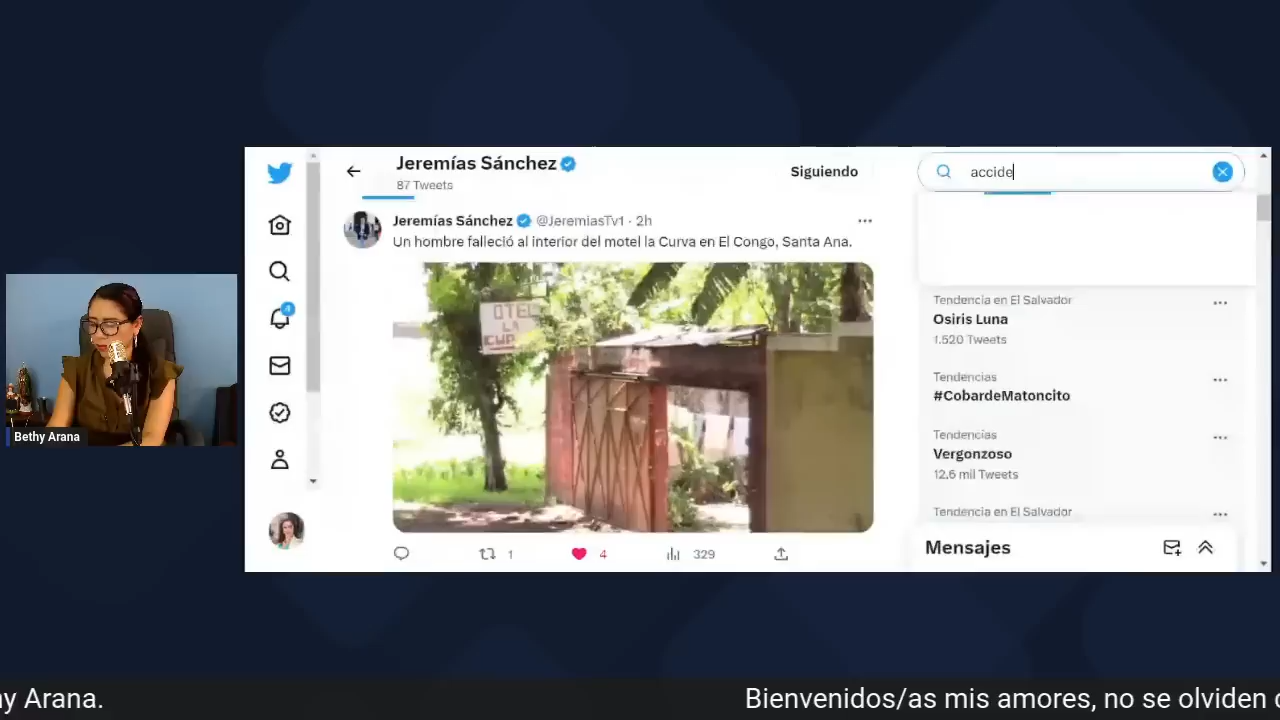 Jeremías Sánchez
87 Tweets
Siguiendo
accide
Jeremías Sánchez @JeremiasTv1 · 2h
Un hombre falleció al interior del motel la Curva en El Congo, Santa Ana.
OTEL
LA
1
4
329
4
Tendencia en El Salvador
Osiris Luna
1.520 Tweets
Tendencias
#CobardeMatoncito
Tendencias
Vergonzoso
12,6 mil Tweets
Tendencia en El Salvador
Mensajes
Bethy Arana
y Arana.
Bienvenidos/as mis amores, no se olviden